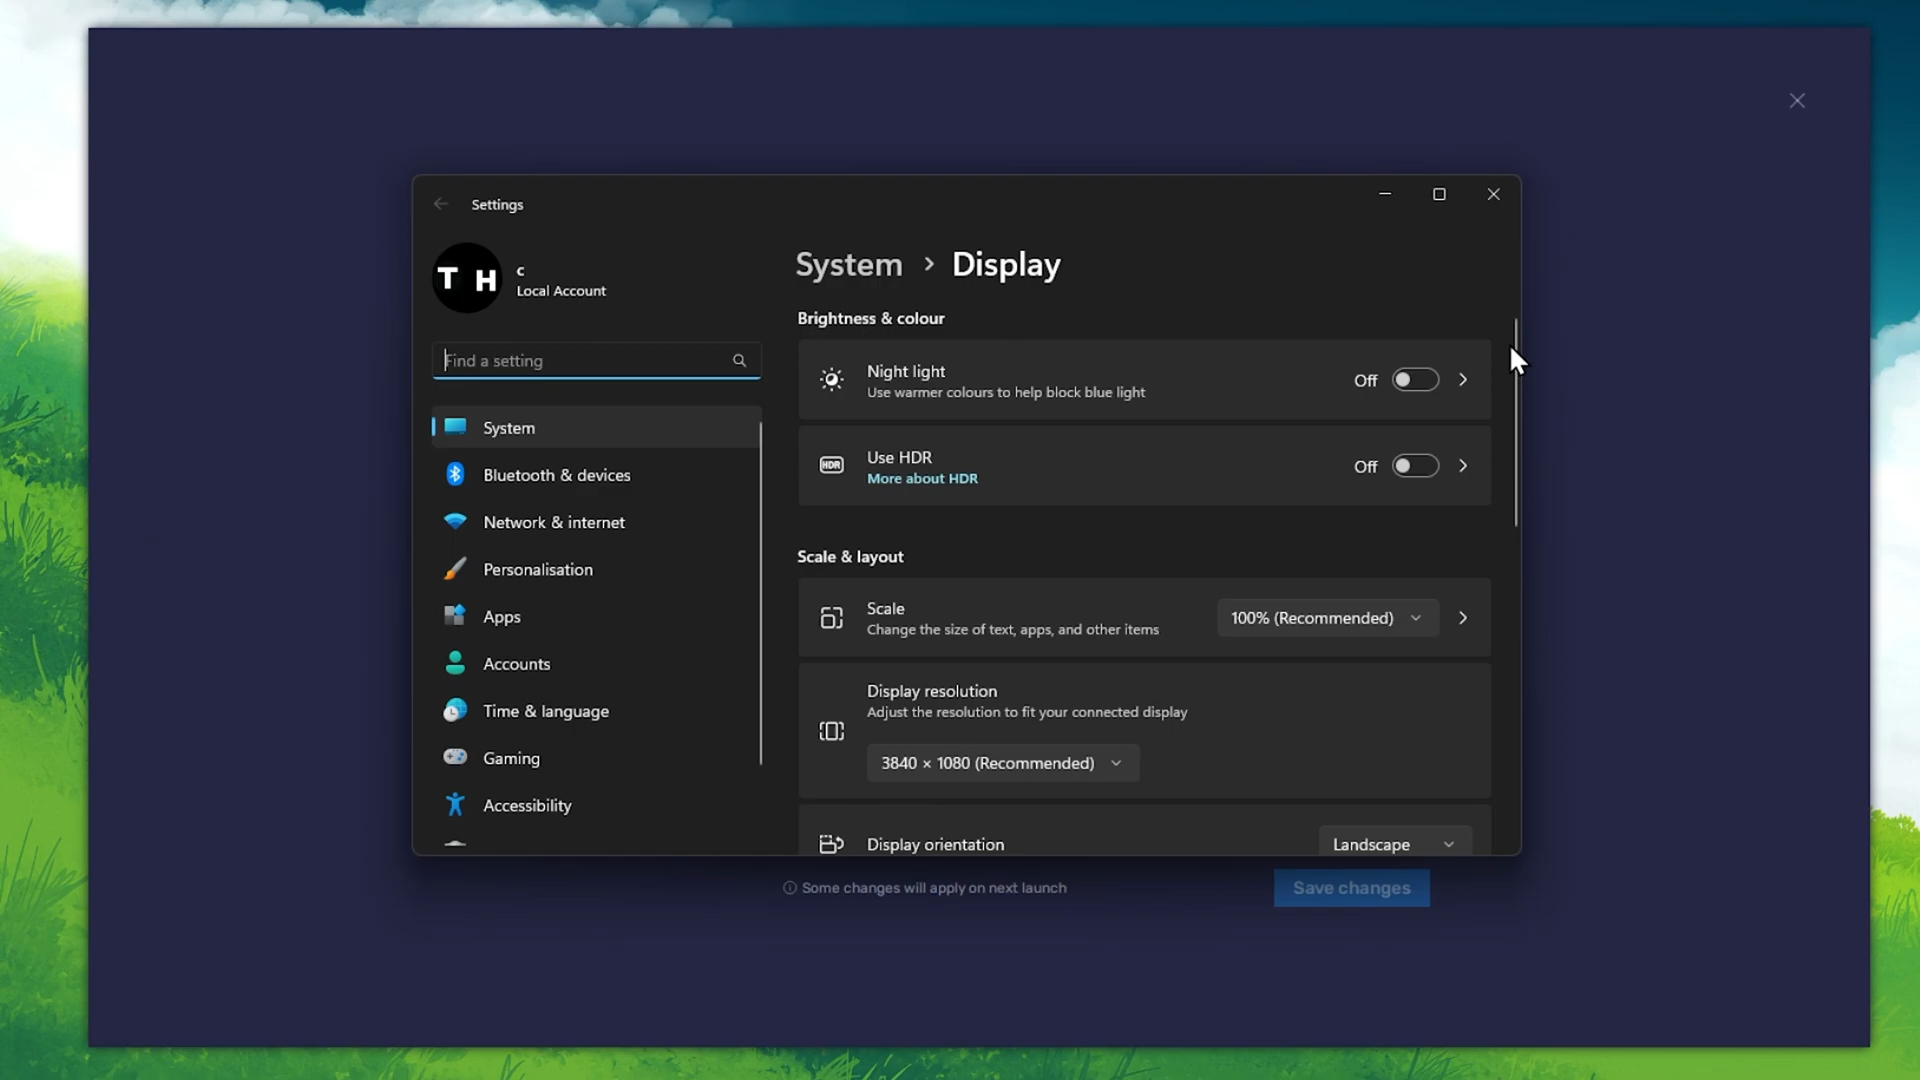 Settings
T H
c
Local Account
Find a setting
System
Bluetooth & devices
Network & internet
Personalisation
Apps
Accounts
Time & language
Gaming
Accessibility
System > Display
Brightness & colour
Night light
Use warmer colours to help block blue light
Off
HDR
Use HDR
More about HDR
Off
Scale & layout
Scale
Change the size of text, apps, and other items
100% (Recommended)
Display resolution
Adjust the resolution to fit your connected display
3840 × 1080 (Recommended)
Display orientation
Landscape
Some changes will apply on next launch
Save changes